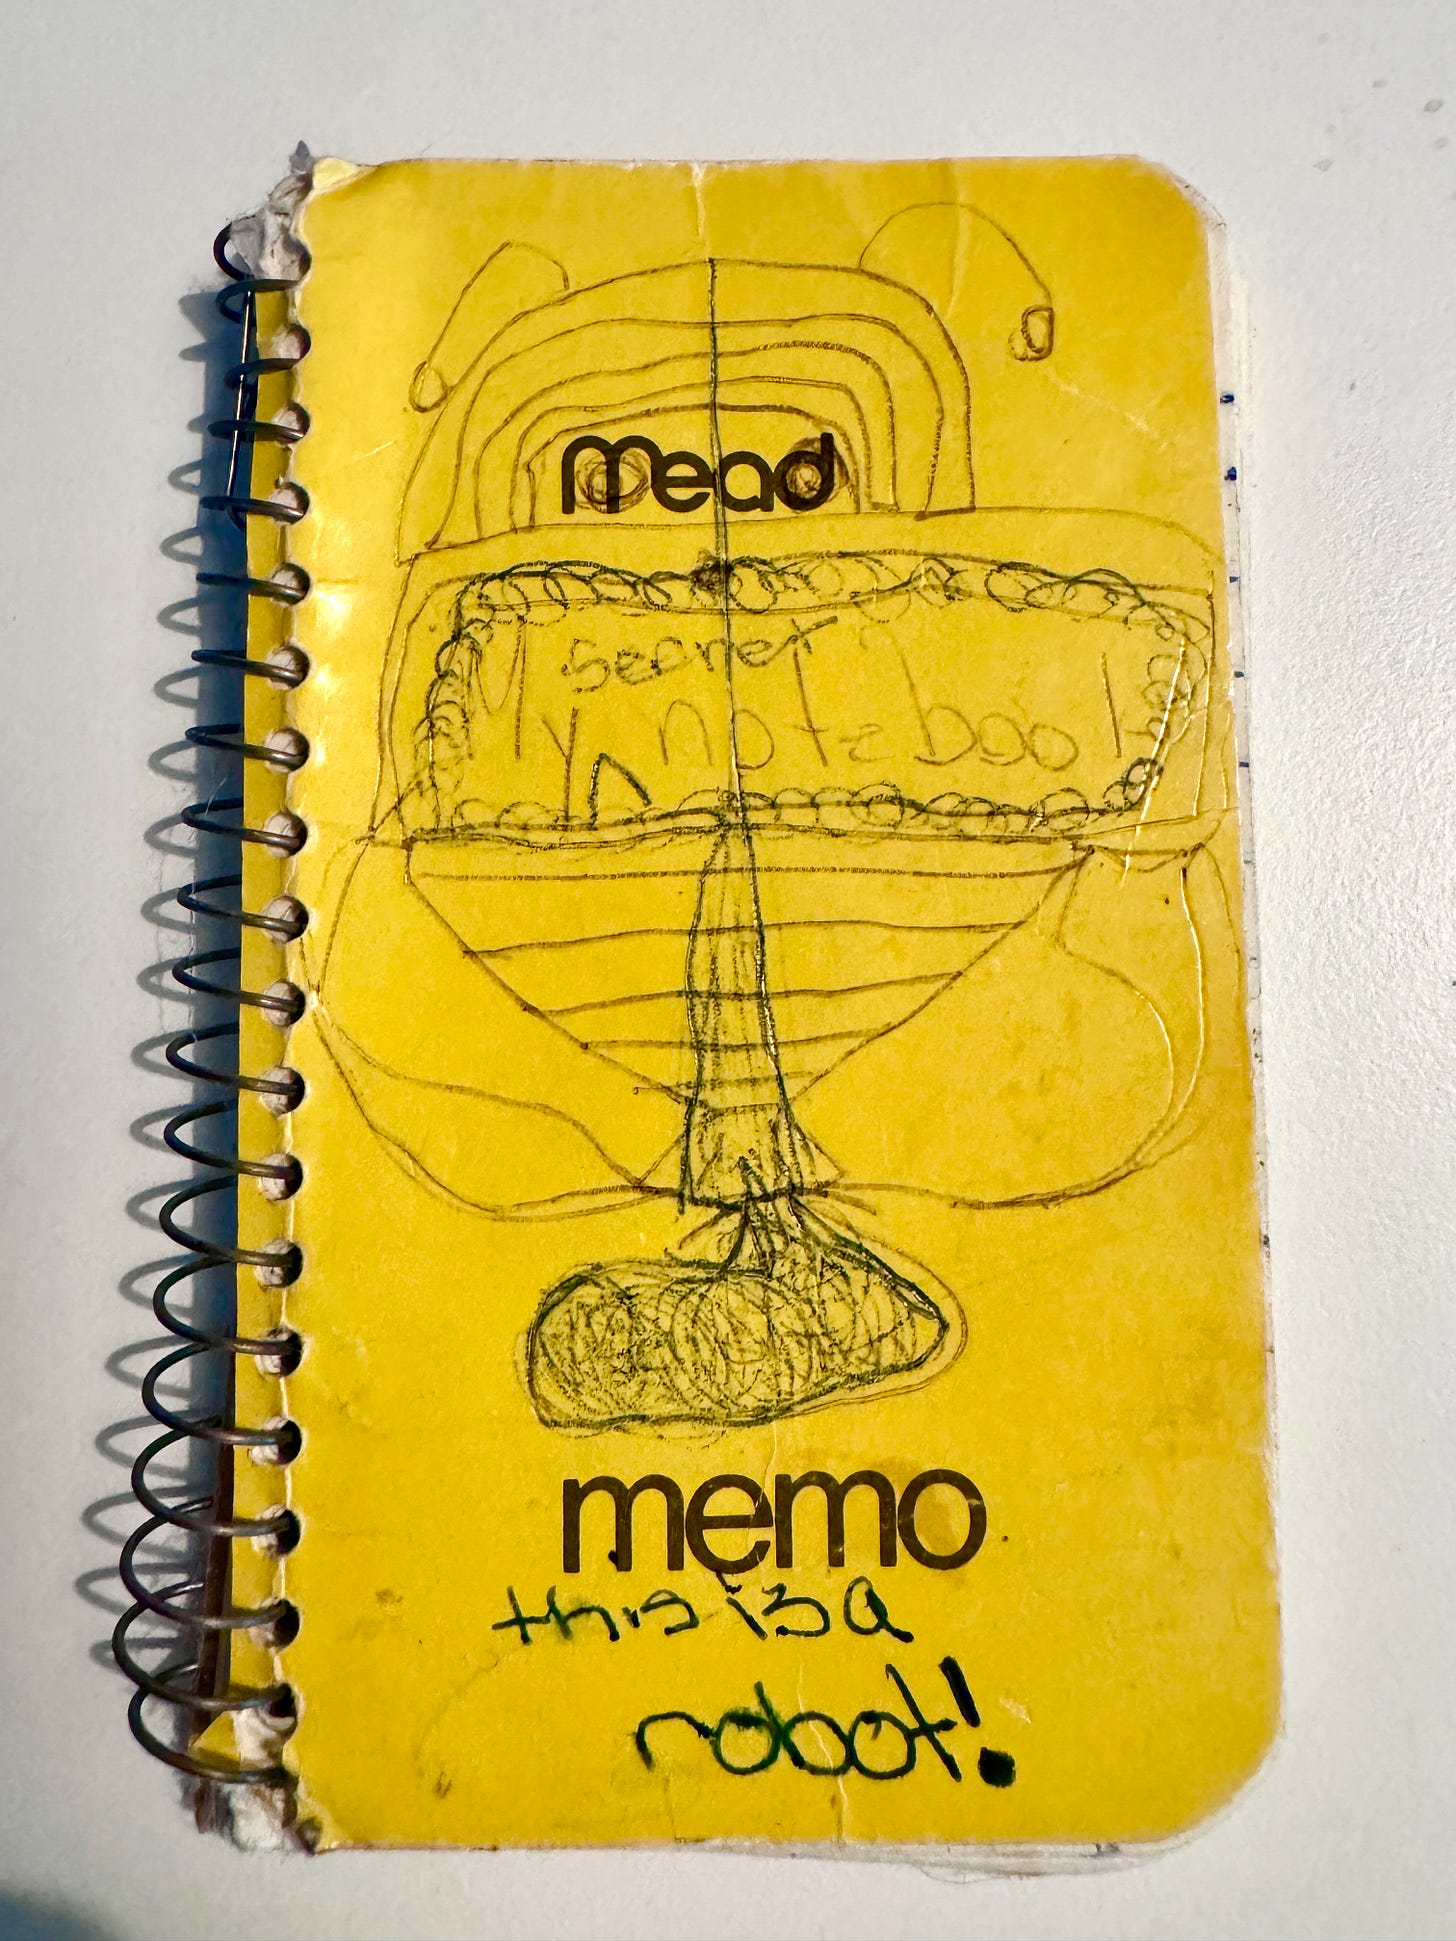 mead
secret
notebook
memo
this is a
robot!